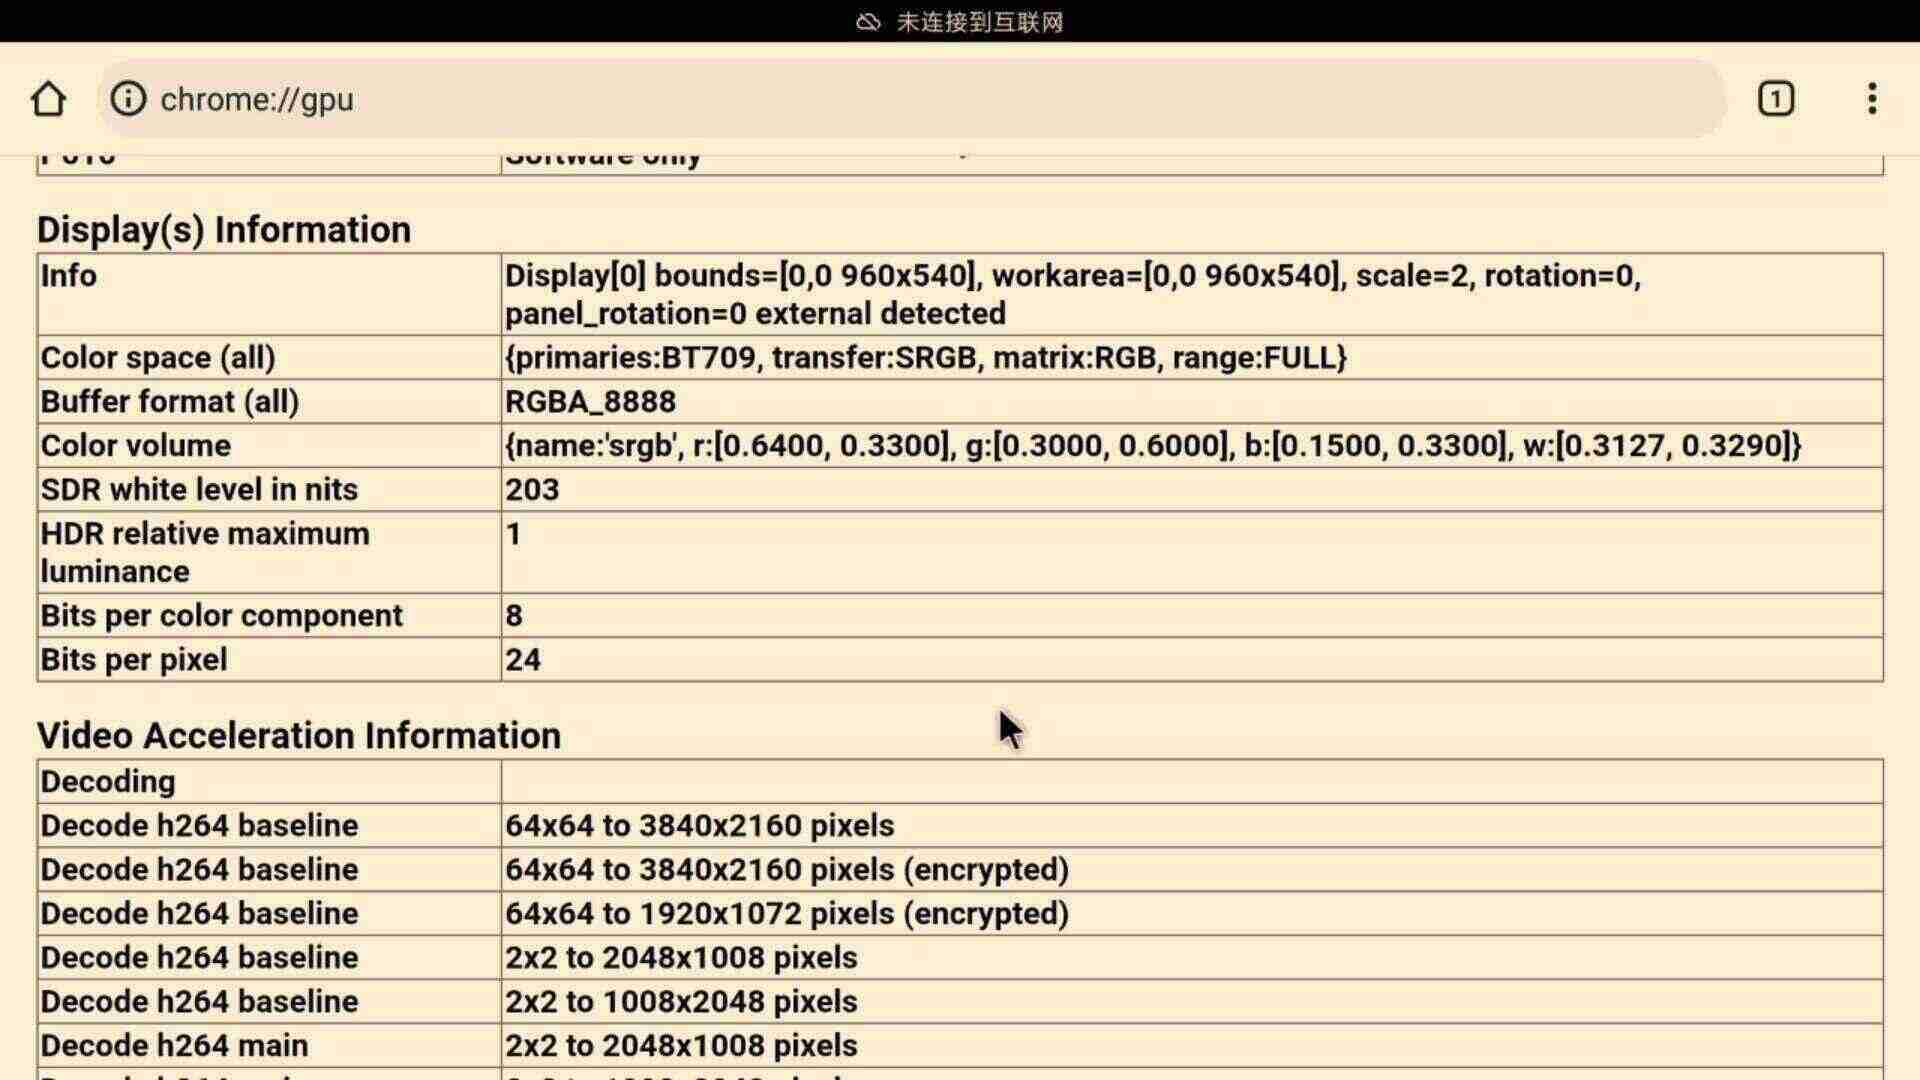 未连接到互联网
chrome://gpu
1
Software only
Display(s) Information
Info
Display[0] bounds=[0,0 960x540], workarea=[0,0 960x540], scale=2, rotation=0,
panel_rotation=0 external detected
Color space (all)
{primaries:BT709, transfer:SRGB, matrix:RGB, range:FULL}
Buffer format (all)
RGBA_8888
Color volume
{name:'srgb', r:[0.6400, 0.3300], g:[0.3000, 0.6000], b:[0.1500, 0.3300], w:[0.3127, 0.3290]}
SDR white level in nits
203
HDR relative maximum
luminance
1
Bits per color component
8
Bits per pixel
24
Video Acceleration Information
Decoding
Decode h264 baseline
64x64 to 3840x2160 pixels
Decode h264 baseline
64x64 to 3840x2160 pixels (encrypted)
Decode h264 baseline
64x64 to 1920x1072 pixels (encrypted)
Decode h264 baseline
2x2 to 2048x1008 pixels
Decode h264 baseline
2x2 to 1008x2048 pixels
Decode h264 main
2x2 to 2048x1008 pixels